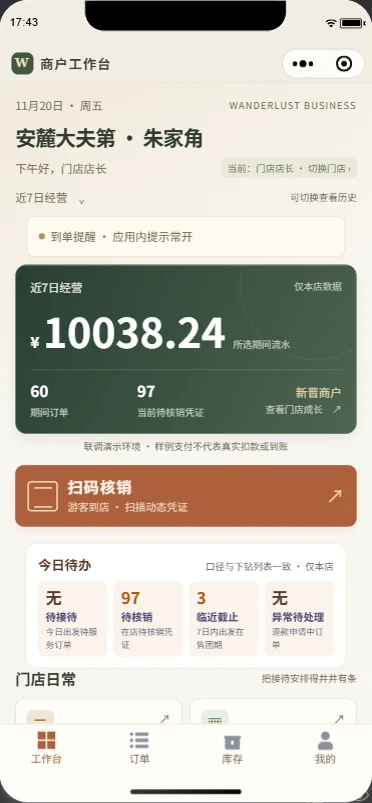 17:43
W 商户工作台
11月20日 · 周五 WANDERLUST BUSINESS
安麓大夫第 · 朱家角
下午好，门店店长 当前：门店店长 · 切换门店 ›
近7日经营 ⌄ 可切换查看历史
到单提醒 · 应用内提示常开
近7日经营 仅本店数据
¥ 10038.24 所选期间流水
60 97 新晋商户
期间订单 当前待核销凭证 查看门店成长 ↗
联调演示环境 · 样例支付不代表真实扣款或到账
扫码核销 ↗
游客到店 · 扫描动态凭证
今日待办 口径与下钻列表一致 · 仅本店
无 97 3 无
待接待 待核销 临近截止 异常待处理
今日出发待服 在店待核销凭 7日内出发在 退款申请中订
务订单 证 售团期 单
门店日常 把接待安排得井井有条
↗ ↗
工作台 订单 库存 我的